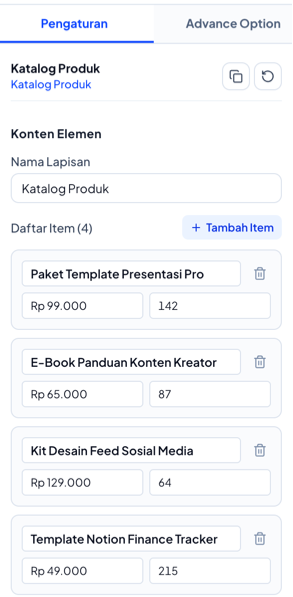 Pengaturan
Advance Option
Katalog Produk
Katalog Produk
Konten Elemen
Nama Lapisan
Katalog Produk
Daftar Item (4)
+ Tambah Item
Paket Template Presentasi Pro
Rp 99.000
142
E-Book Panduan Konten Kreator
Rp 65.000
87
Kit Desain Feed Sosial Media
Rp 129.000
64
Template Notion Finance Tracker
Rp 49.000
215